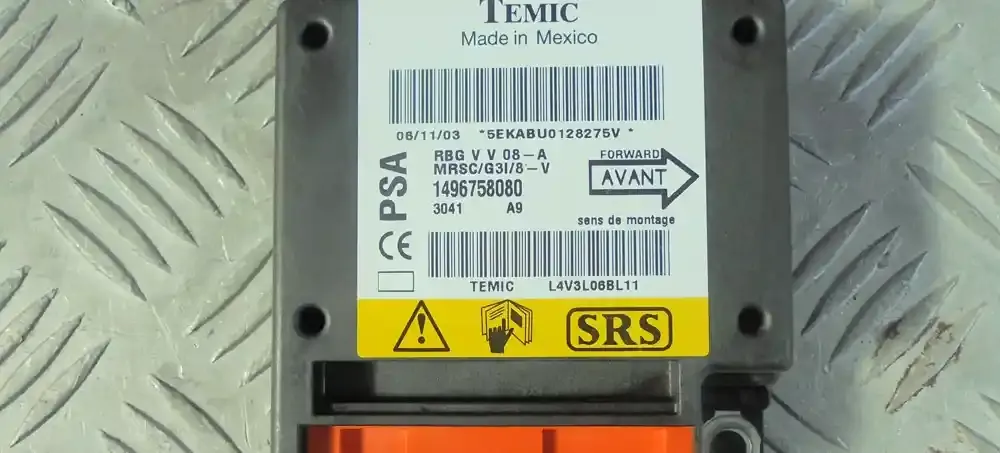 TEMIC
Made in Mexico
06/11/03 *5EKABU0128275V *
PSA
RBG V V 08-A
MRSC/G3I/8-V
1496758080
3041 A9
FORWARD
AVANT
sens de montage
CE
TEMIC L4V3L06BL11
SRS